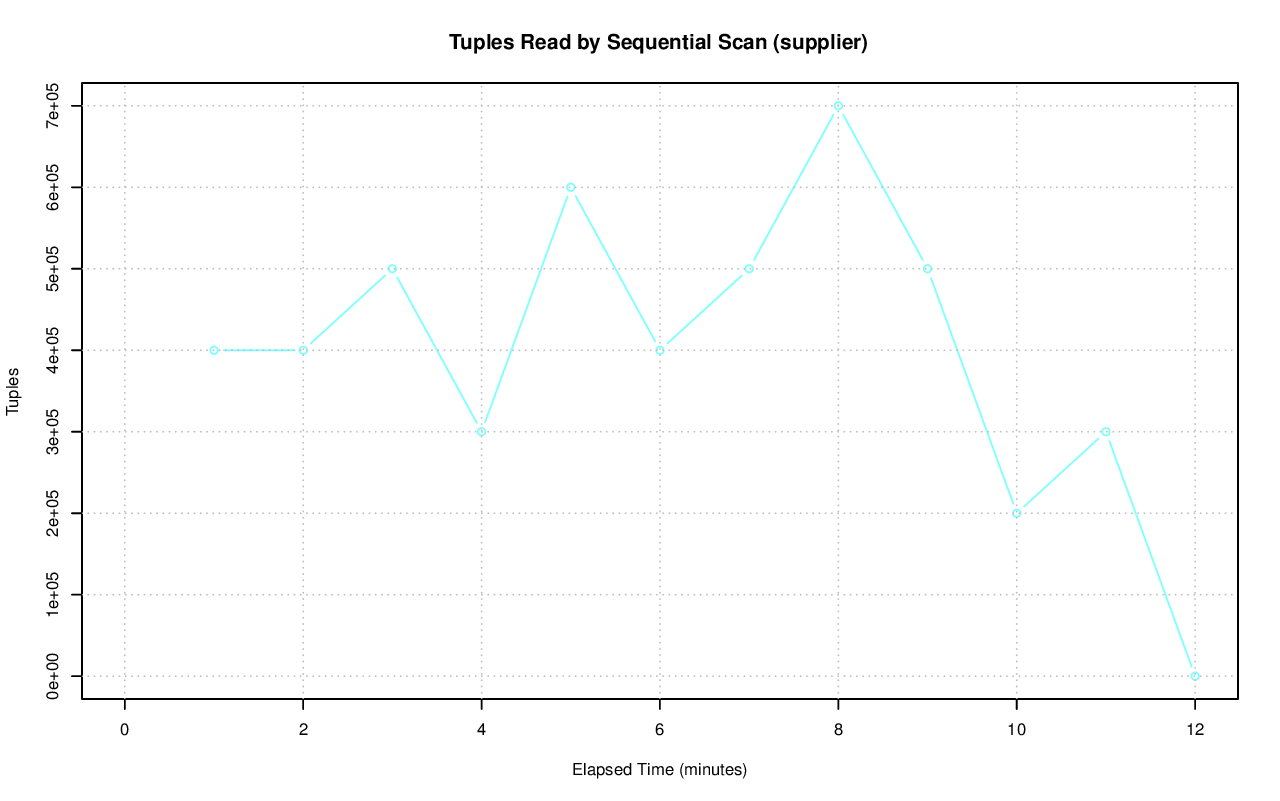 Tuples Read by Sequential Scan (supplier)
Tuples
7e+05
6e+05
5e+05
4e+05
3e+05
2e+05
1e+05
0e+00
0 2 4 6 8 10 12
Elapsed Time (minutes)